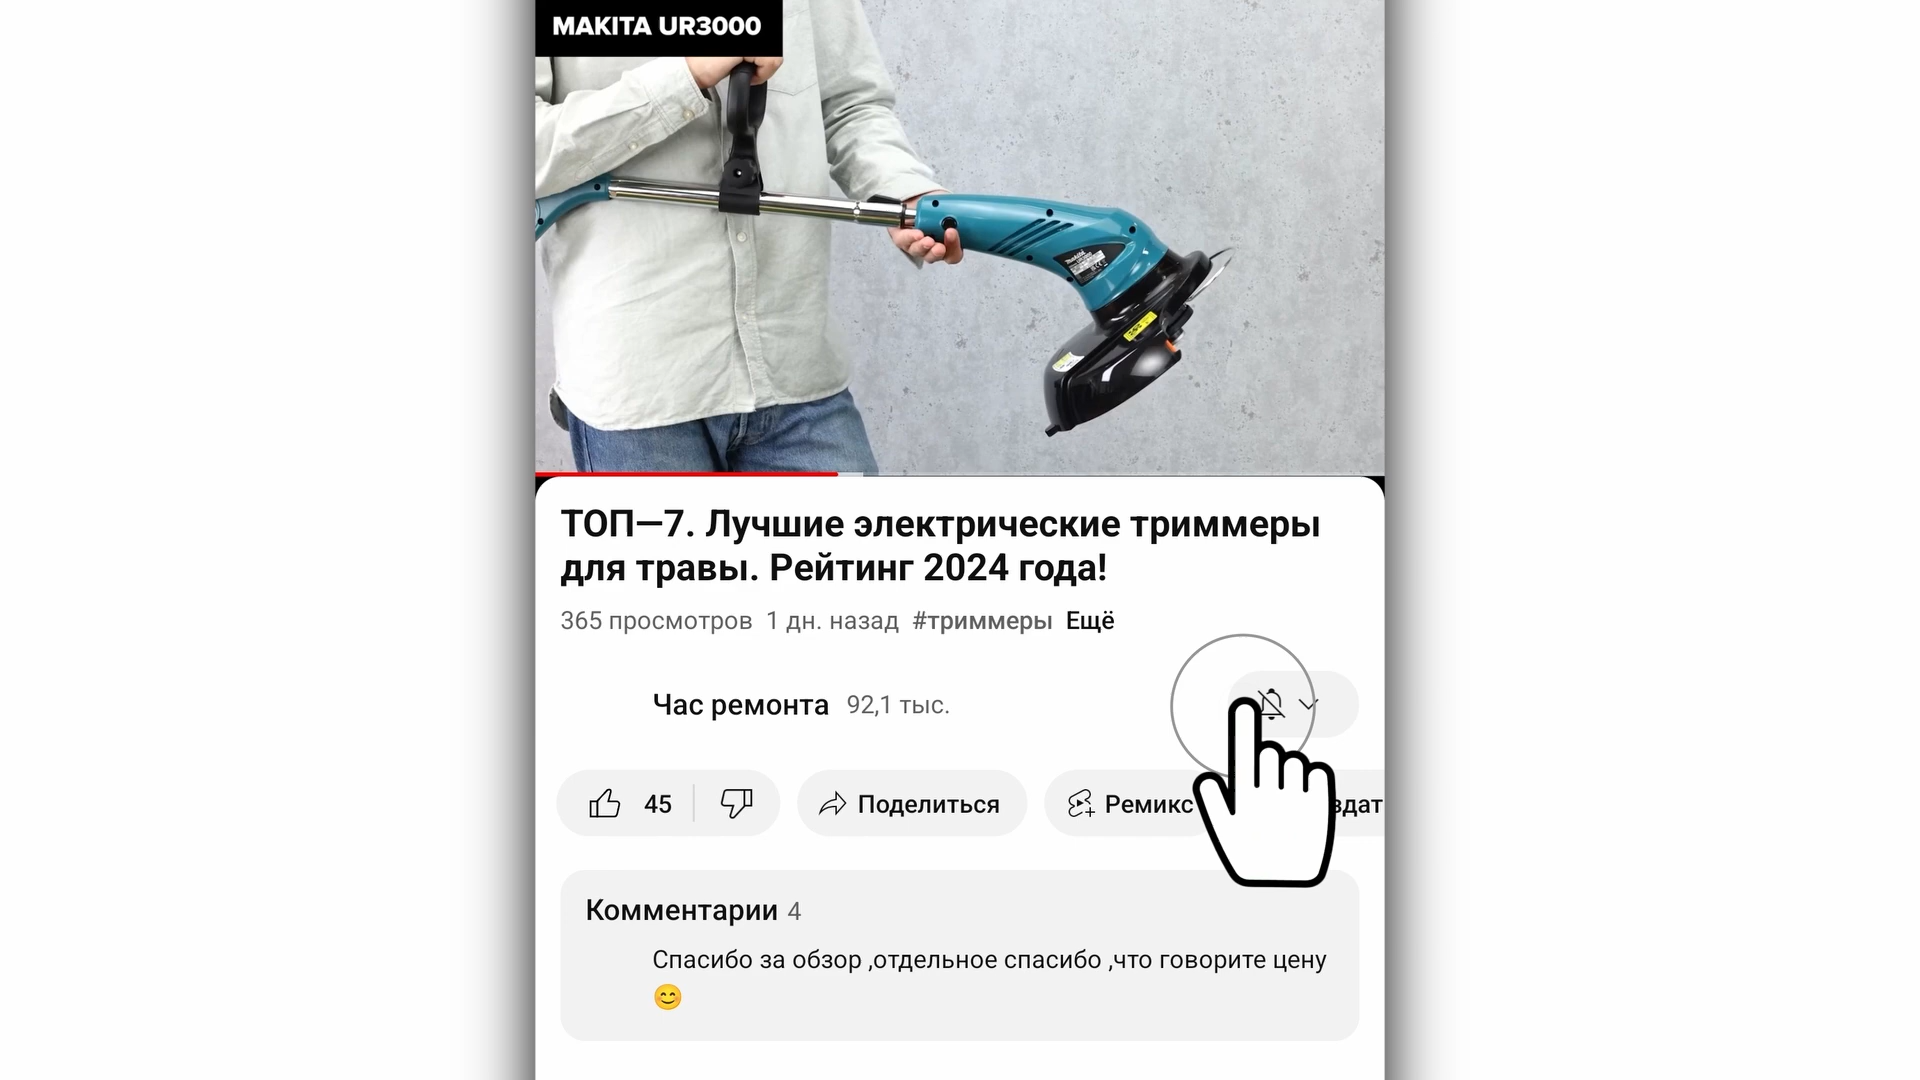 MAKITA UR3000
ТОП—7. Лучшие электрические триммеры
для травы. Рейтинг 2024 года!
365 просмотров 1 дн. назад #триммеры Ещё
Час ремонта 92,1 тыс.
45 Поделиться Ремикс
Комментарии 4
Спасибо за обзор ,отдельное спасибо ,что говорите цену
😊